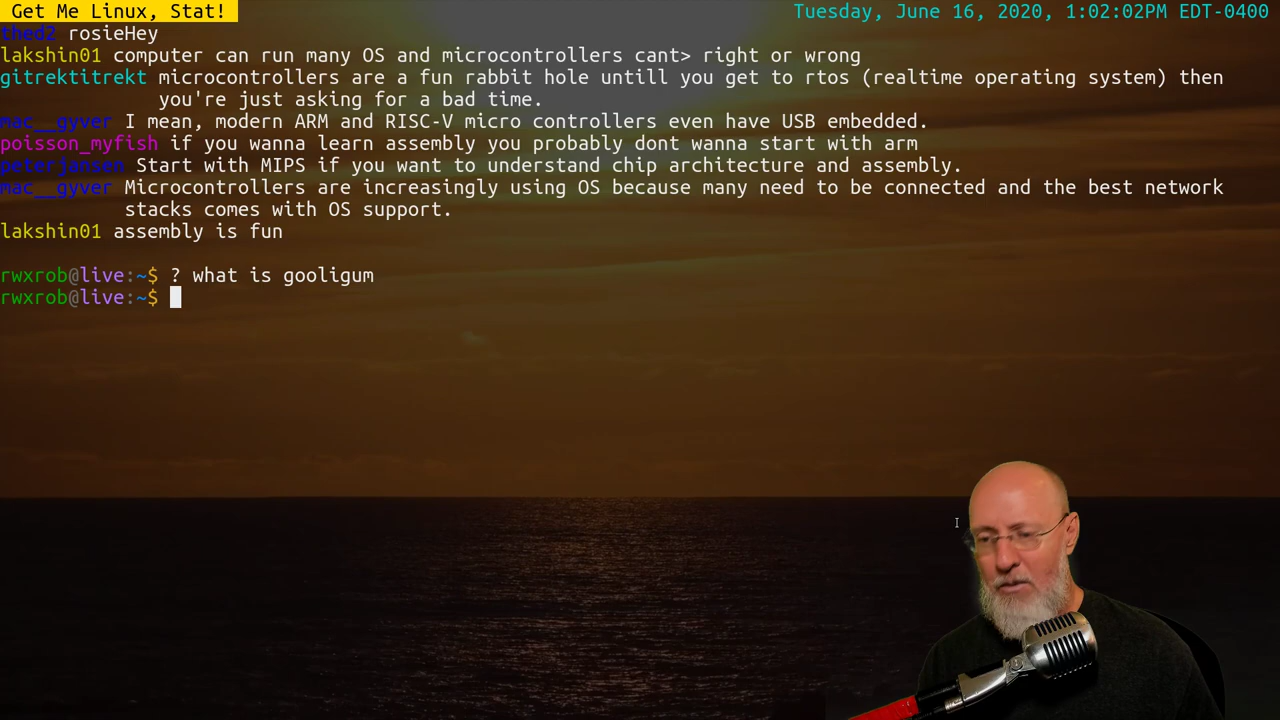 Get Me Linux, Stat!
Tuesday, June 16, 2020, 1:02:02PM EDT-0400
thed2 rosieHey
lakshin01 computer can run many OS and microcontrollers cant> right or wrong
gitrektitrekt microcontrollers are a fun rabbit hole untill you get to rtos (realtime operating system) then
you're just asking for a bad time.
mac__gyver I mean, modern ARM and RISC-V micro controllers even have USB embedded.
poisson_myfish if you wanna learn assembly you probably dont wanna start with arm
peterjansen Start with MIPS if you want to understand chip architecture and assembly.
mac__gyver Microcontrollers are increasingly using OS because many need to be connected and the best network
stacks comes with OS support.
lakshin01 assembly is fun
rwxrob@live:~$ ? what is gooligum
rwxrob@live:~$